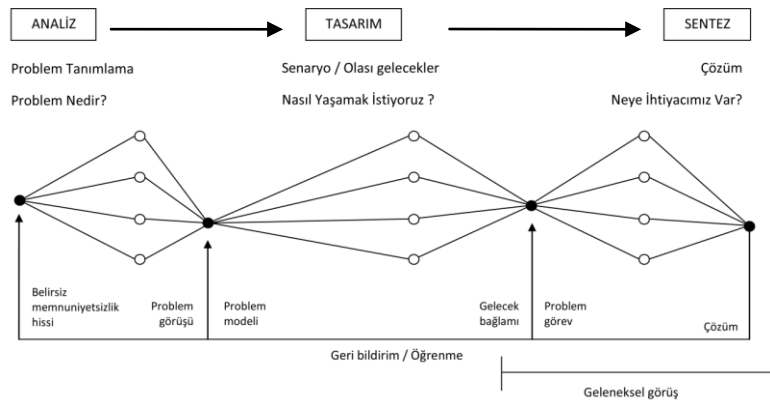 ANALİZ
TASARIM
SENTEZ
Problem Tanımlama
Senaryo / Olası gelecekler
Çözüm
Problem Nedir?
Nasıl Yaşamak İstiyoruz ?
Neye İhtiyacımız Var?
Belirsiz
memnuniyetsizlik
hissi
Problem
görüşü
Problem
modeli
Gelecek
bağlamı
Problem
görev
Çözüm
Geri bildirim / Öğrenme
Geleneksel görüş